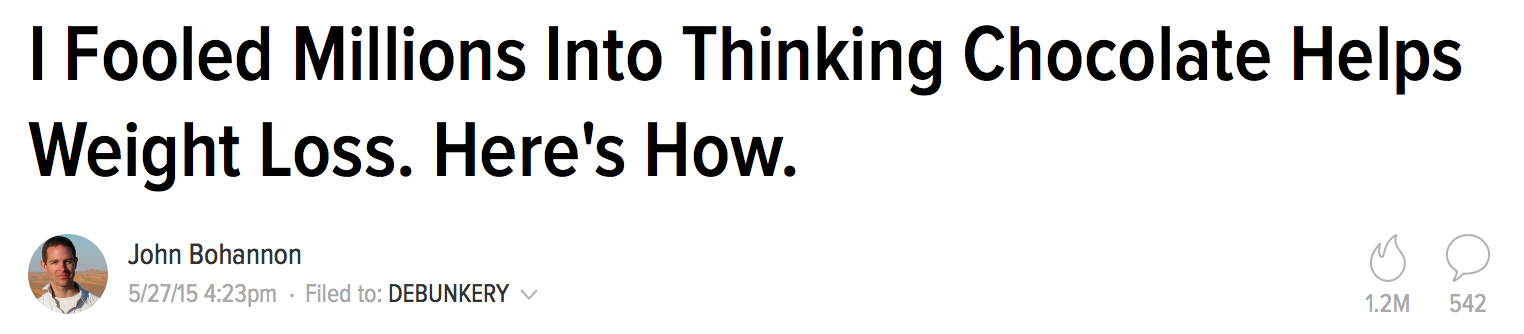 I Fooled Millions Into Thinking Chocolate Helps
Weight Loss. Here's How.
John Bohannon
5/27/15 4:23pm · Filed to: DEBUNKERY
1.2M 542